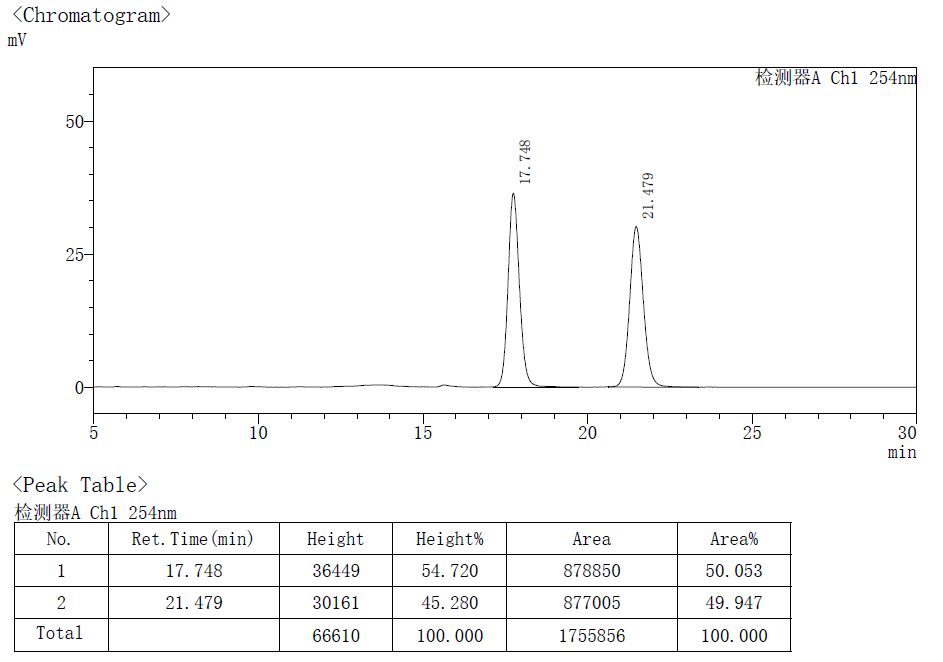 <Chromatogram>
mV
检测器A Ch1 254nm
50
25
0
17.748
21.479
5 10 15 20 25 30
min
<Peak Table>
检测器A Ch1 254nm
No. Ret.Time(min) Height Height% Area Area%
1 17.748 36449 54.720 878850 50.053
2 21.479 30161 45.280 877005 49.947
Total 66610 100.000 1755856 100.000